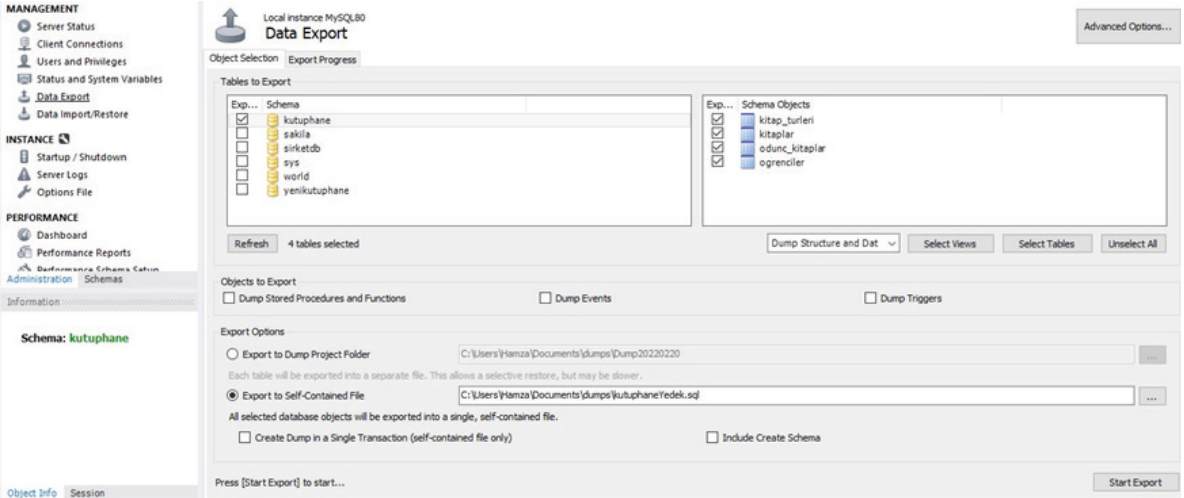 MANAGEMENT
Server Status
Client Connections
Users and Privileges
Status and System Variables
Data Export
Data Import/Restore
INSTANCE
Startup / Shutdown
Server Logs
Options File
PERFORMANCE
Dashboard
Performance Reports
Performance Schema Setup
Administration Schemas
Information
Schema: kutuphane
Object Info Session
Local instance MySQL80
Data Export
Advanced Options...
Object Selection Export Progress
Tables to Export
Exp... Schema
kutuphane
sakila
sirketdb
sys
world
yenikutuphane
Exp... Schema Objects
kitap_turleri
kitaplar
odunc_kitaplar
ogrenciler
Refresh 4 tables selected Dump Structure and Dat Select Views Select Tables Unselect All
Objects to Export
Dump Stored Procedures and Functions Dump Events Dump Triggers
Export Options
Export to Dump Project Folder C:\Users\Hamza\Documents\dumps\Dump20220220 ...
Each table will be exported into a separate file. This allows a selective restore, but may be slower.
Export to Self-Contained File C:\Users\Hamza\Documents\dumps\kutuphaneYedek.sql ...
All selected database objects will be exported into a single, self-contained file.
Create Dump in a Single Transaction (self-contained file only) Include Create Schema
Press [Start Export] to start... Start Export